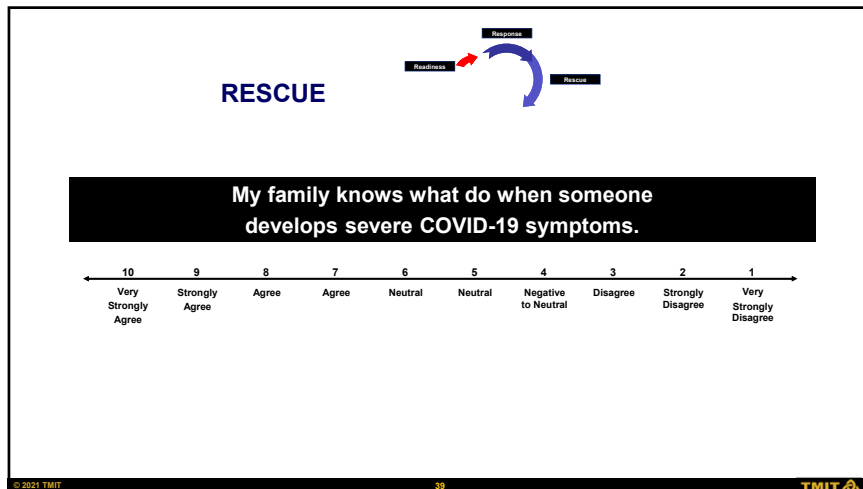 Response
Readiness
Rescue
RESCUE
My family knows what do when someone
develops severe COVID-19 symptoms.
10 9 8 7 6 5 4 3 2 1
Very Strongly Agree Agree Neutral Neutral Negative Disagree Strongly Very
Strongly Agree to Neutral Disagree Strongly
Agree Disagree
© 2021 TMIT 39 TMIT